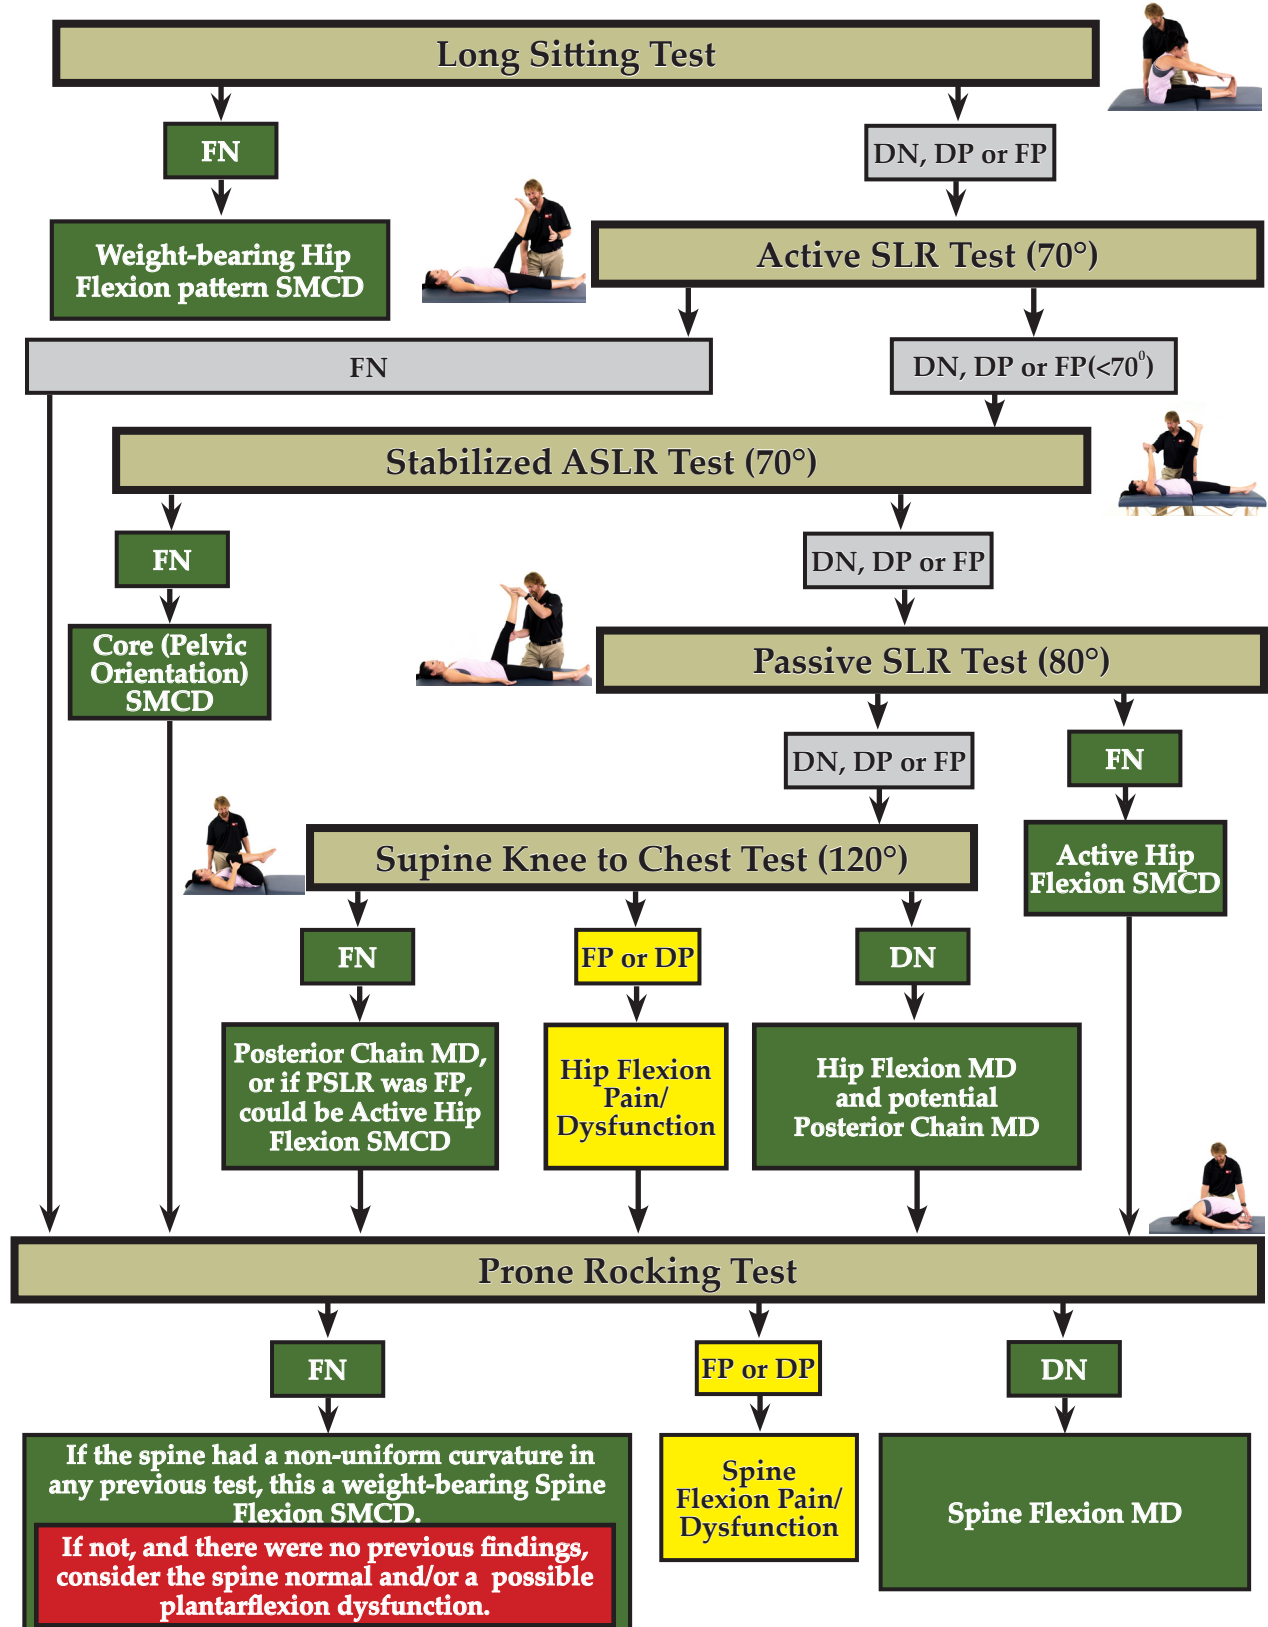 Long Sitting Test
FN
DN, DP or FP
Weight-bearing Hip
Flexion pattern SMCD
Active SLR Test (70°)
FN
DN, DP or FP(<70⁰)
Stabilized ASLR Test (70°)
FN
DN, DP or FP
Core (Pelvic
Orientation)
SMCD
Passive SLR Test (80°)
DN, DP or FP
FN
Supine Knee to Chest Test (120°)
Active Hip
Flexion SMCD
FN
FP or DP
DN
Posterior Chain MD,
or if PSLR was FP,
could be Active Hip
Flexion SMCD
Hip Flexion
Pain/
Dysfunction
Hip Flexion MD
and potential
Posterior Chain MD
Prone Rocking Test
FN
FP or DP
DN
If the spine had a non-uniform curvature in
any previous test, this a weight-bearing Spine
Flexion SMCD.
If not, and there were no previous findings,
consider the spine normal and/or a possible
plantarflexion dysfunction.
Spine
Flexion Pain/
Dysfunction
Spine Flexion MD